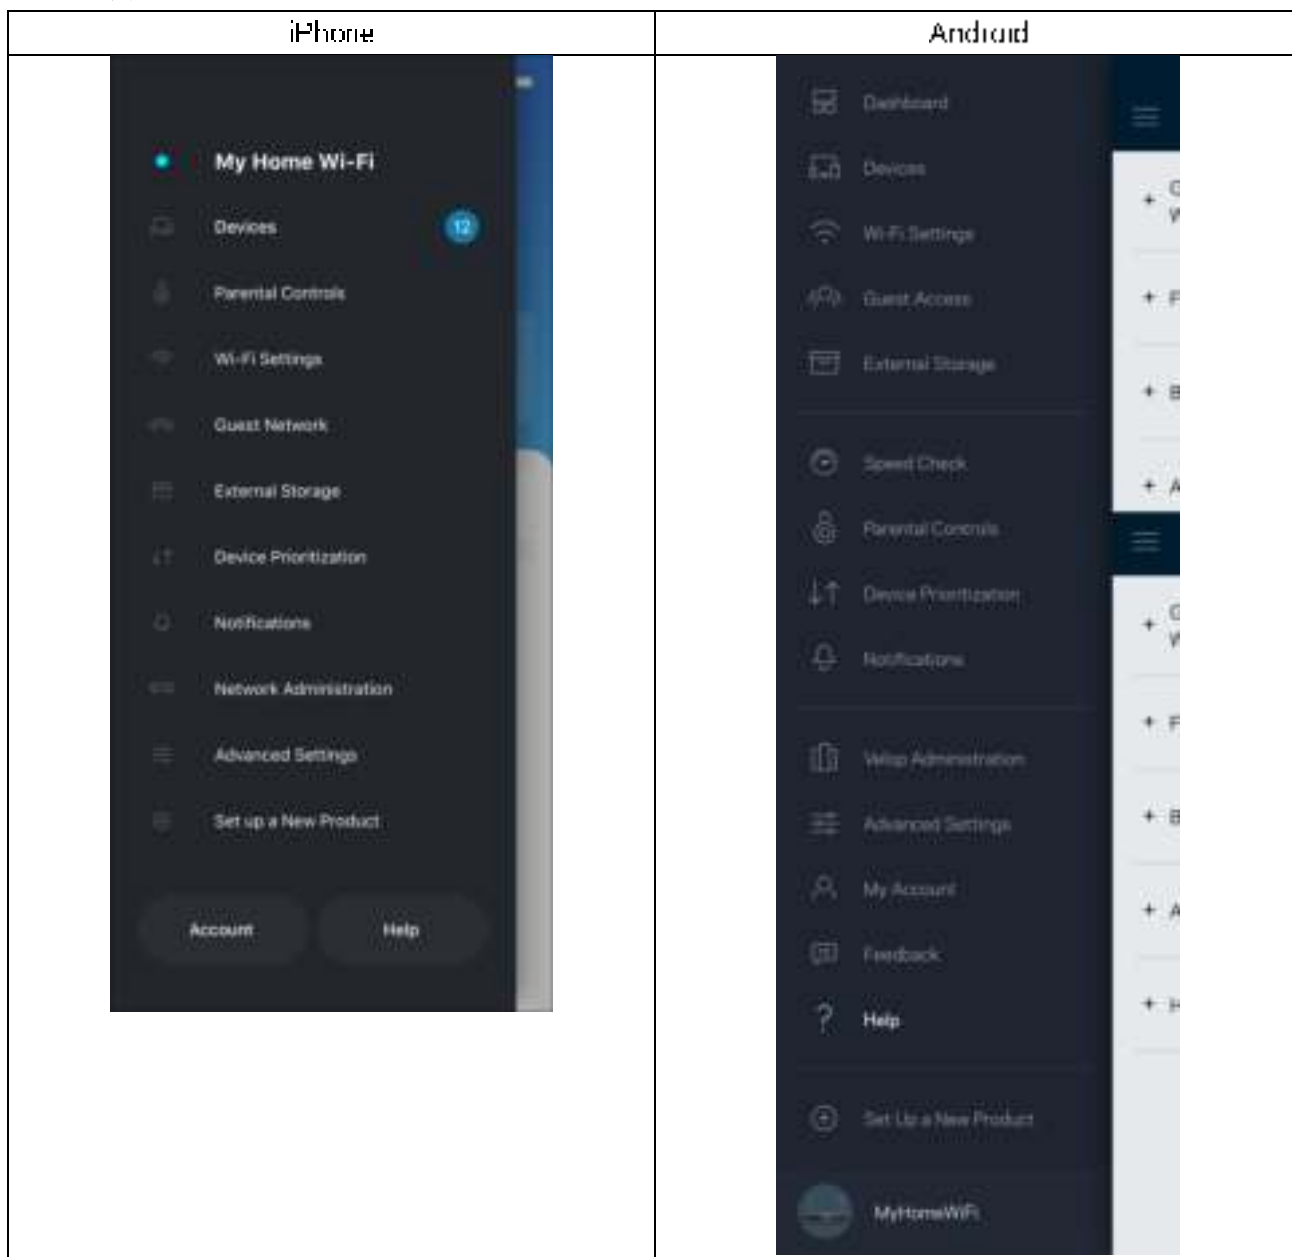 iPhone
Android
My Home Wi-Fi
Devices
12
Parental Controls
Wi-Fi Settings
Guest Network
External Storage
Device Prioritization
Notifications
Network Administration
Advanced Settings
Set up a New Product
Account
Help
Dashboard
Devices
Wi-Fi Settings
Guest Access
External Storage
Speed Check
Parental Controls
Device Prioritization
Notifications
Velop Administration
Advanced Settings
My Account
Feedback
Help
Set Up a New Product
MyHomeWiFi